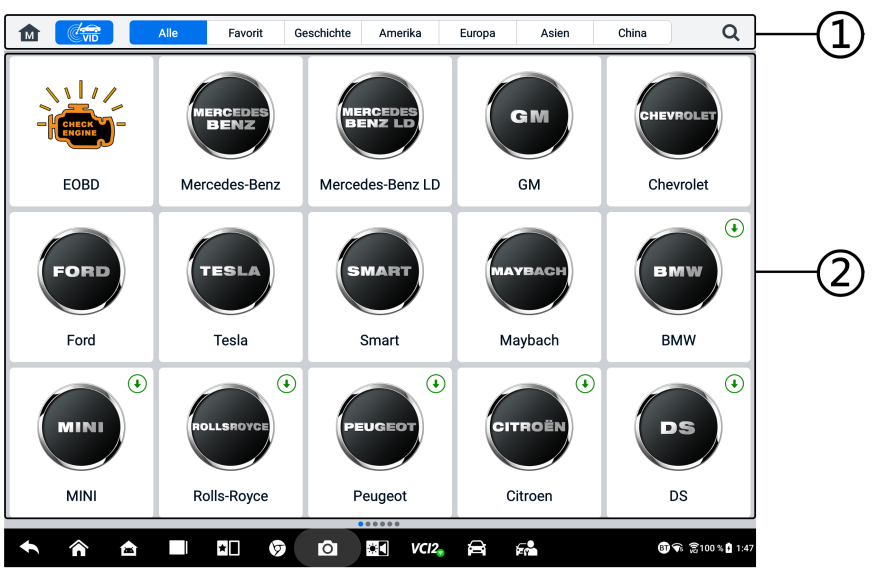 M VID Alle Favorit Geschichte Amerika Europa Asien China ①
CHECK
ENGINE
MERCEDES
BENZ
MERCEDES
BENZ LD
GM
CHEVROLET
EOBD Mercedes-Benz Mercedes-Benz LD GM Chevrolet
FORD TESLA SMART MAYBACH BMW ②
Ford Tesla Smart Maybach BMW
MINI ROLLSROYCE PEUGEOT CITROËN DS
MINI Rolls-Royce Peugeot Citroen DS
VCI2 BT 100 % 1:47